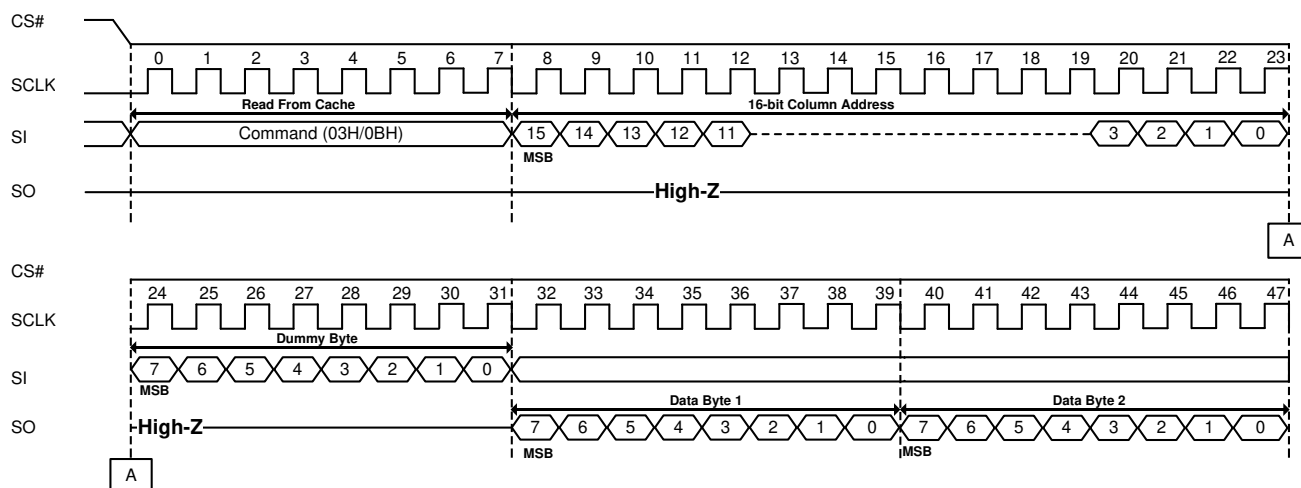 CS#
0 1 2 3 4 5 6 7 8 9 10 11 12 13 14 15 16 17 18 19 20 21 22 23
SCLK
Read From Cache 16-bit Column Address
SI Command (03H/0BH) 15 14 13 12 11 3 2 1 0
MSB
SO High-Z
A
CS#
24 25 26 27 28 29 30 31 32 33 34 35 36 37 38 39 40 41 42 43 44 45 46 47
SCLK
Dummy Byte
SI 7 6 5 4 3 2 1 0
MSB
Data Byte 1 Data Byte 2
SO High-Z 7 6 5 4 3 2 1 0 7 6 5 4 3 2 1 0
MSB MSB
A